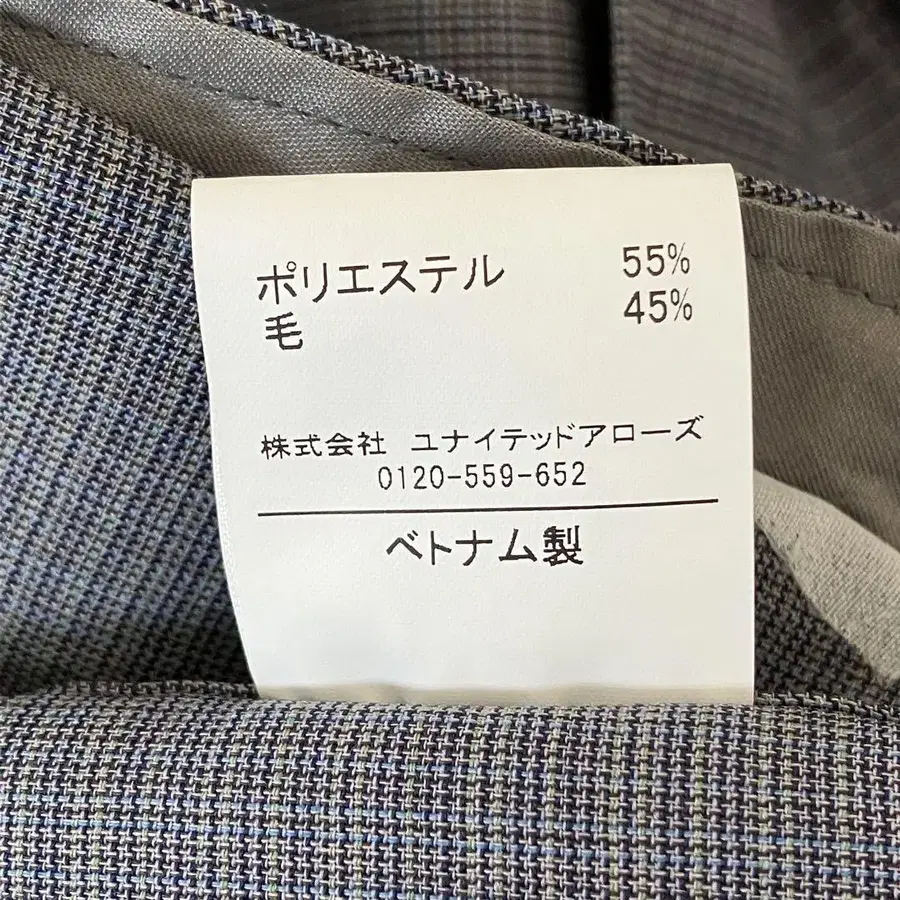 ポリエステル 55%
毛 45%
株式会社 ユナイテッドアローズ
0120-559-652
ベトナム製